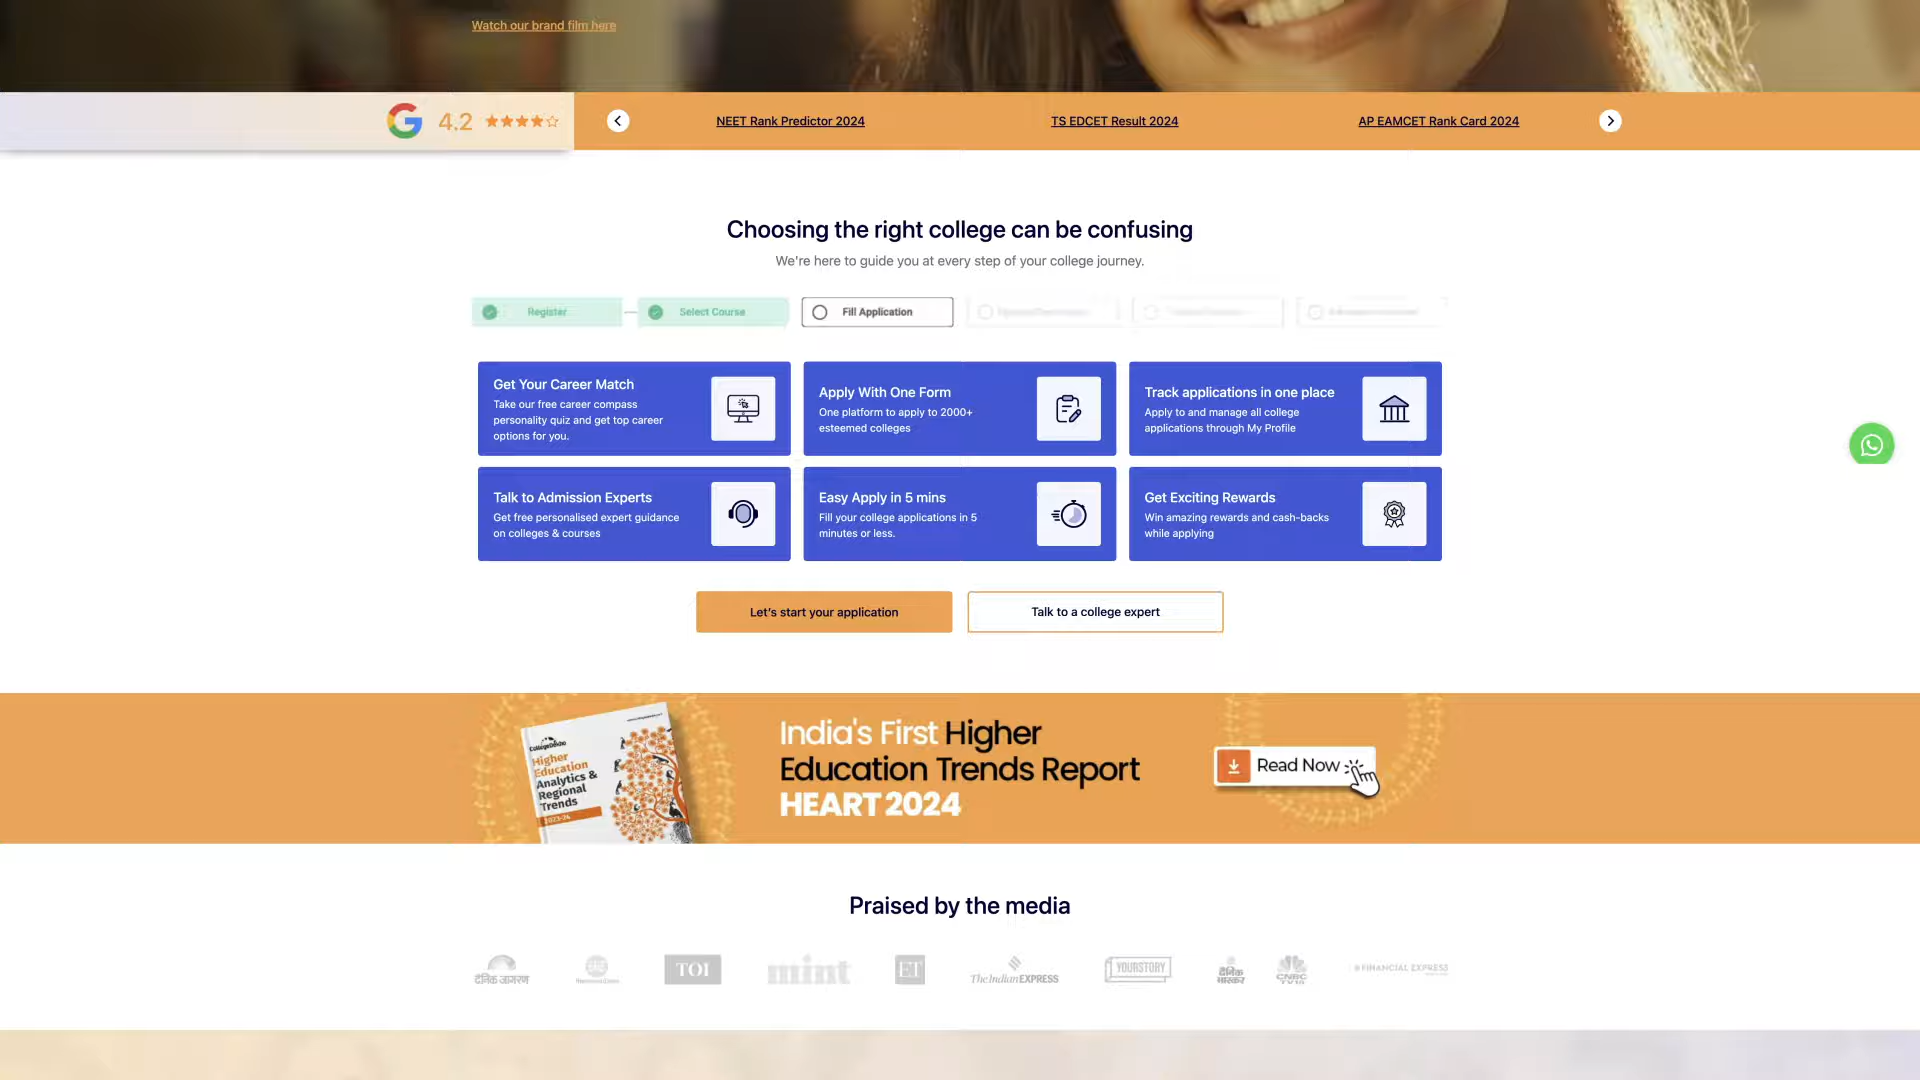 Watch our brand film here
4.2
NEET Rank Predictor 2024
TS EDCET Result 2024
AP EAMCET Rank Card 2024
Choosing the right college can be confusing
We're here to guide you at every step of your college journey.
Register
Select Course
Fill Application
Get Your Career Match
Take our free career compass
personality quiz and get top career
options for you.
Apply With One Form
One platform to apply to 2000+
esteemed colleges
Track applications in one place
Apply to and manage all college
applications through My Profile
Talk to Admission Experts
Get free personalised expert guidance
on colleges & courses
Easy Apply in 5 mins
Fill your college applications in 5
minutes or less.
Get Exciting Rewards
Win amazing rewards and cash-backs
while applying
Let's start your application
Talk to a college expert
CollegeDekho
Higher
Education
Analytics &
Regional
Trends
2023-24
India's First Higher
Education Trends Report
HEART 2024
Read Now
Praised by the media
दैनिक जागरण
TOI
mint
ET
The Indian EXPRESS
YOURSTORY
दैनिक
भास्कर
CNBC
TV18
FINANCIAL EXPRESS